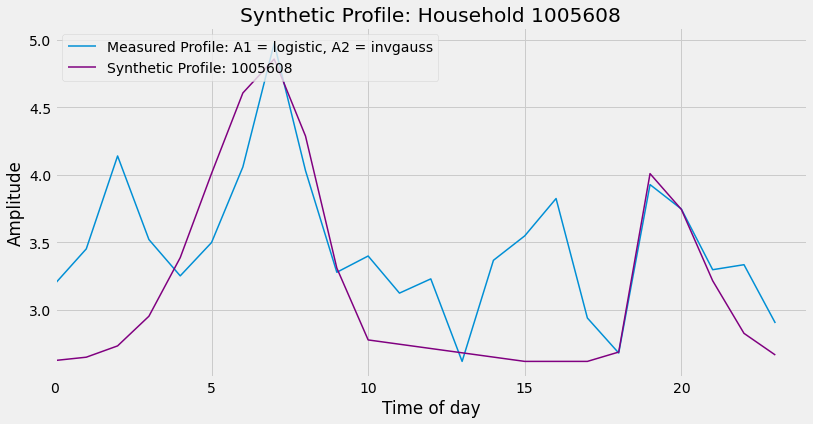 Synthetic Profile: Household 1005608
Measured Profile: A1 = logistic, A2 = invgauss
Synthetic Profile: 1005608
Amplitude
5.0
4.5
4.0
3.5
3.0
0 5 10 15 20
Time of day